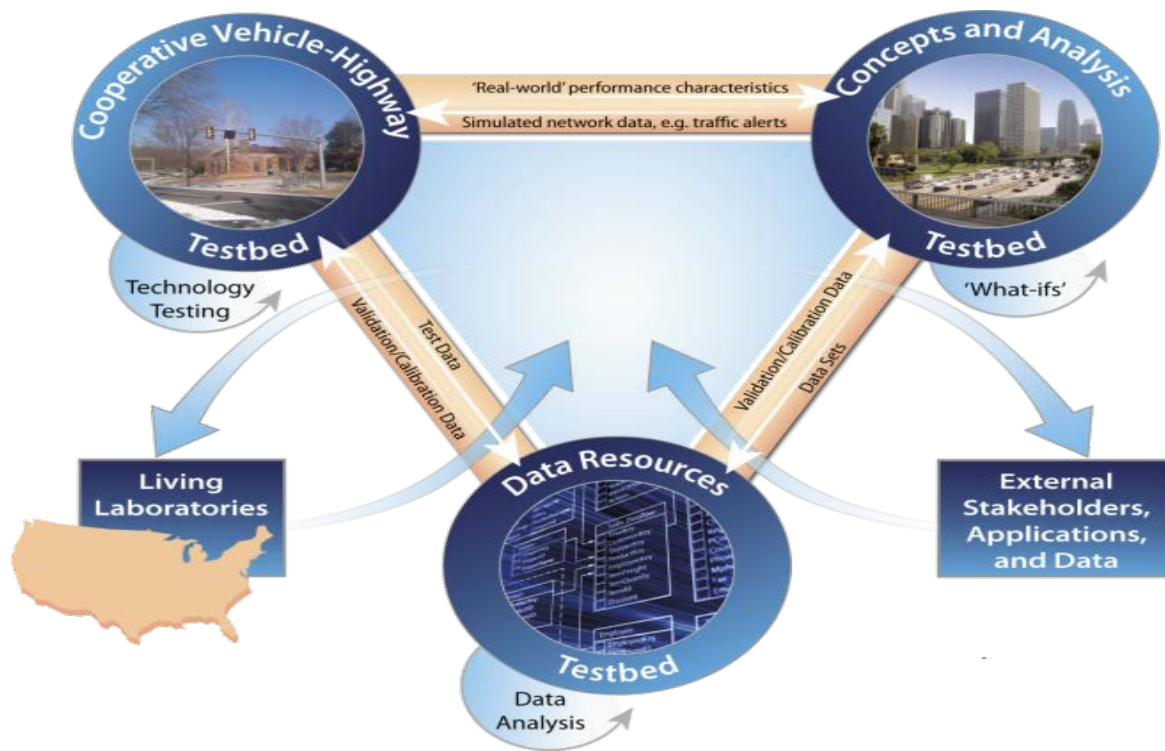 Cooperative Vehicle-Highway
Testbed
Concepts and Analysis
Testbed
'Real-world' performance characteristics
Simulated network data, e.g. traffic alerts
Technology
Testing
'What-ifs'
Test Data
Validation/Calibration Data
Validation/Calibration Data
Data Sets
Living
Laboratories
Data Resources
Testbed
External
Stakeholders,
Applications,
and Data
Employee
EmployeeKey
Data
Analysis